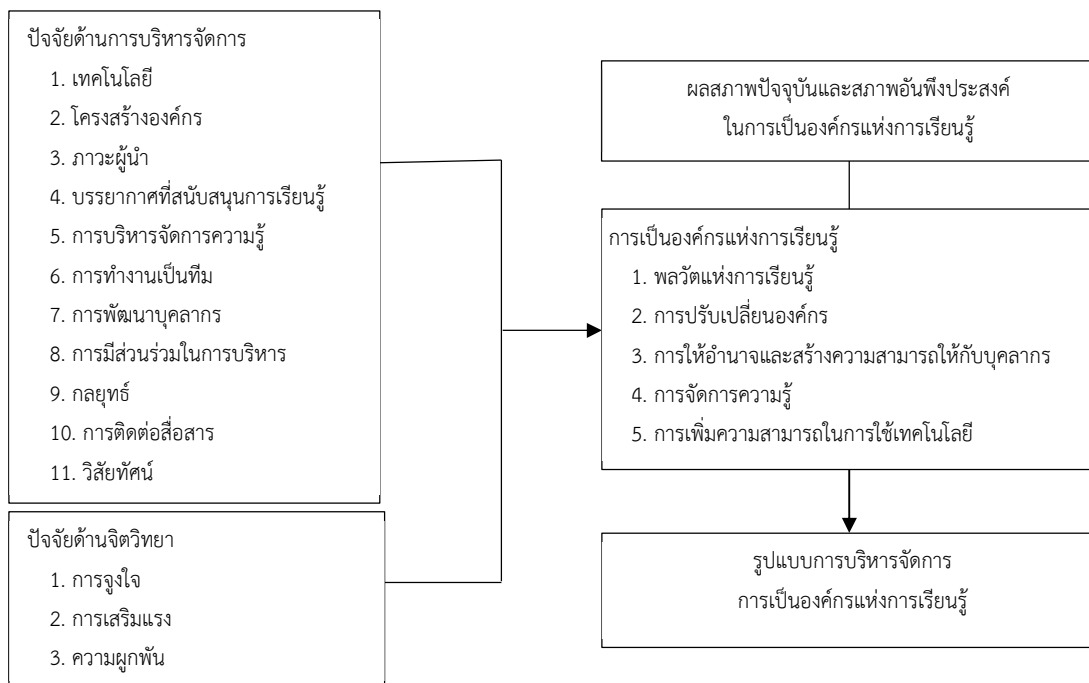 ปัจจัยด้านการบริหารจัดการ
1. เทคโนโลยี
2. โครงสร้างองค์กร
3. ภาวะผู้นำ
4. บรรยากาศที่สนับสนุนการเรียนรู้
5. การบริหารจัดการความรู้
6. การทำงานเป็นทีม
7. การพัฒนาบุคลากร
8. การมีส่วนร่วมในการบริหาร
9. กลยุทธ์
10. การติดต่อสื่อสาร
11. วิสัยทัศน์
ปัจจัยด้านจิตวิทยา
1. การจูงใจ
2. การเสริมแรง
3. ความผูกพัน
ผลสภาพปัจจุบันและสภาพอันพึงประสงค์
ในการเป็นองค์กรแห่งการเรียนรู้
การเป็นองค์กรแห่งการเรียนรู้
1. พลวัตแห่งการเรียนรู้
2. การปรับเปลี่ยนองค์กร
3. การให้อำนาจและสร้างความสามารถให้กับบุคลากร
4. การจัดการความรู้
5. การเพิ่มความสามารถในการใช้เทคโนโลยี
รูปแบบการบริหารจัดการ
การเป็นองค์กรแห่งการเรียนรู้